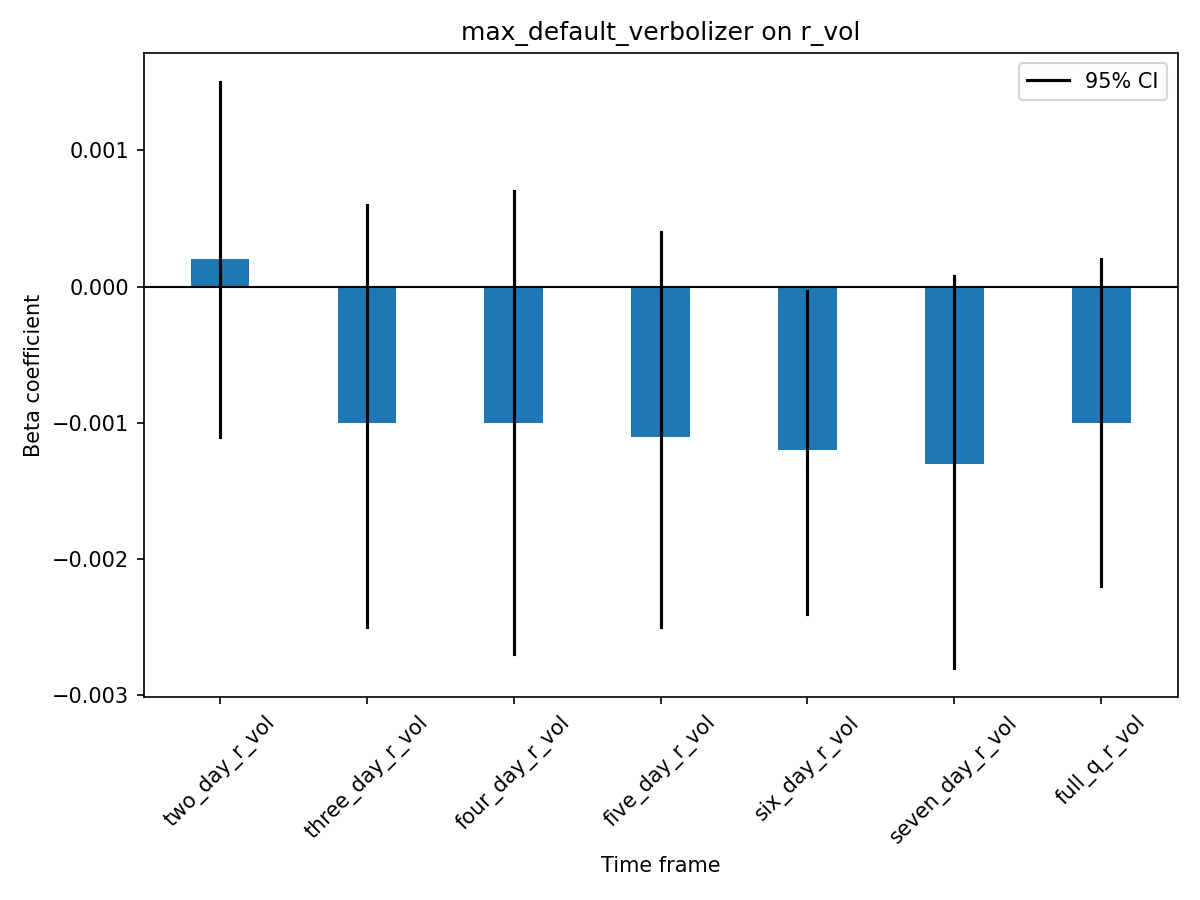 max_default_verbolizer on r_vol
95% CI
0.001
0.000
−0.001
−0.002
−0.003
Beta coefficient
two_day_r_vol
three_day_r_vol
four_day_r_vol
five_day_r_vol
six_day_r_vol
seven_day_r_vol
full_q_r_vol
Time frame